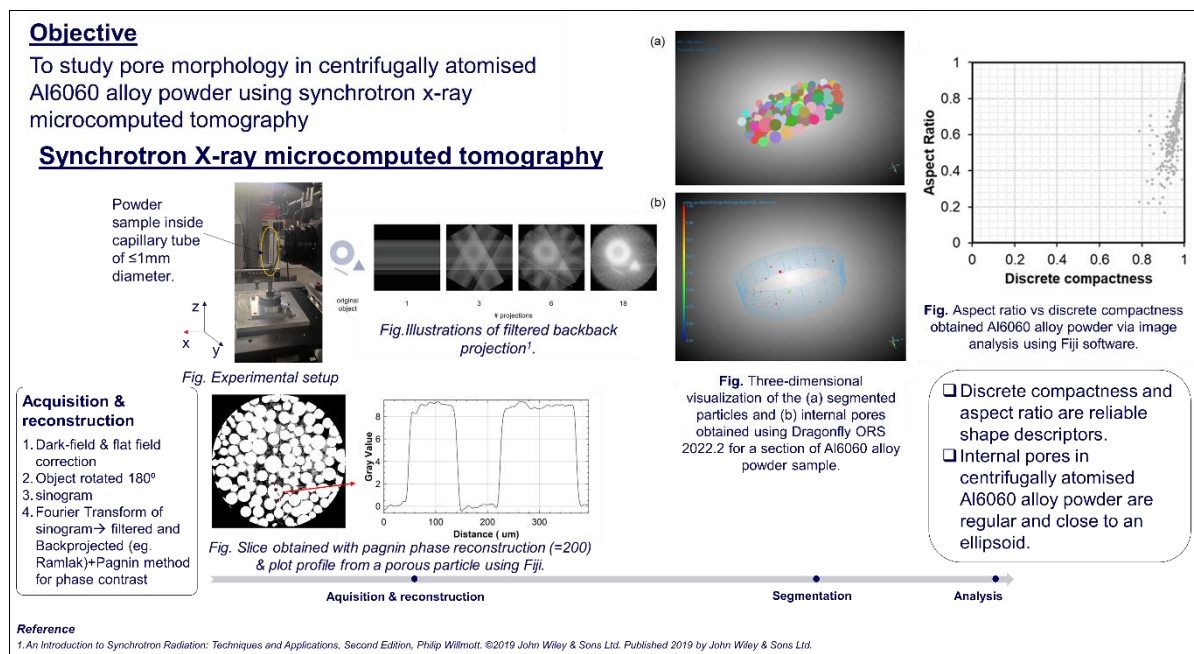 Objective
To study pore morphology in centrifugally atomised
Al6060 alloy powder using synchrotron x-ray
microcomputed tomography
Synchrotron X-ray microcomputed tomography
Powder
sample inside
capillary tube
of ≤1mm
diameter.
z
x
y
Fig. Experimental setup
original
object
1
3
6
18
# projections
Fig.Illustrations of filtered backback
projection1.
Acquisition &
reconstruction
1. Dark-field & flat field
correction
2. Object rotated 180º
3. sinogram
4. Fourier Transform of
sinogram→ filtered and
Backprojected (eg.
Ramlak)+Pagnin method
for phase contrast
Gray Value
8
6
4
2
0
0
100
200
300
Distance ( um)
Fig. Slice obtained with pagnin phase reconstruction (=200)
& plot profile from a porous particle using Fiji.
(a)
(b)
Fig. Three-dimensional
visualization of the (a) segmented
particles and (b) internal pores
obtained using Dragonfly ORS
2022.2 for a section of Al6060 alloy
powder sample.
Aspect Ratio
1
0.8
0.6
0.4
0.2
0
0
0.2
0.4
0.6
0.8
1
Discrete compactness
Fig. Aspect ratio vs discrete compactness
obtained Al6060 alloy powder via image
analysis using Fiji software.
❑ Discrete compactness and
aspect ratio are reliable
shape descriptors.
❑ Internal pores in
centrifugally atomised
Al6060 alloy powder are
regular and close to an
ellipsoid.
Aquisition & reconstruction
Segmentation
Analysis
Reference
1.An Introduction to Synchrotron Radiation: Techniques and Applications, Second Edition, Philip Willmott. ©2019 John Wiley & Sons Ltd. Published 2019 by John Wiley & Sons Ltd.